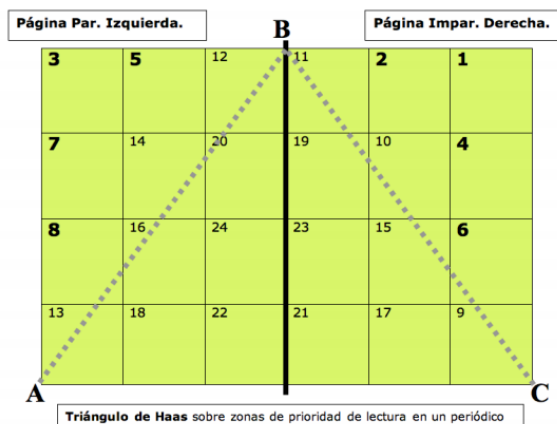 Página Par. Izquierda.
Página Impar. Derecha.
B
3 5 12 11 2 1
7 14 20 19 10 4
8 16 24 23 15 6
13 18 22 21 17 9
A C
Triángulo de Haas sobre zonas de prioridad de lectura en un periódico